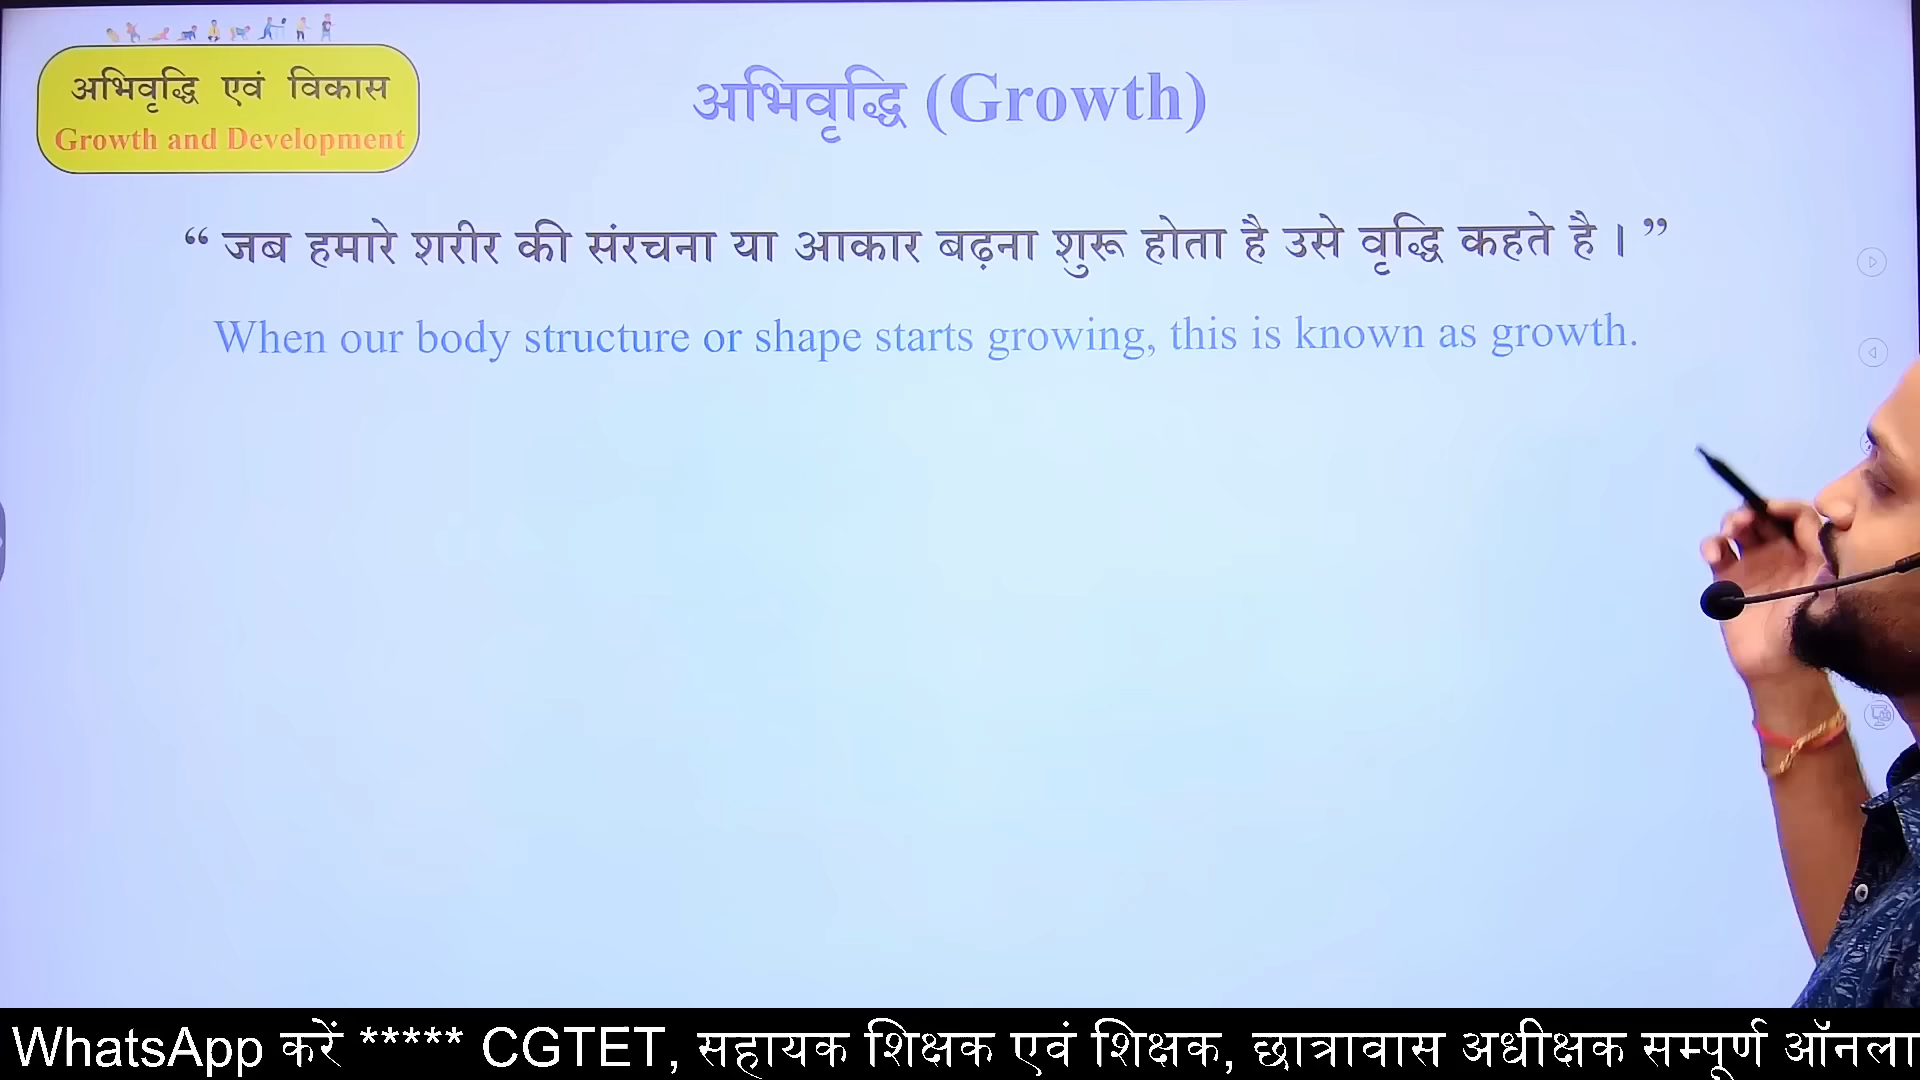 अभिवृद्धि एवं विकास
Growth and Development
अभिवृद्धि (Growth)
“ जब हमारे शरीर की संरचना या आकार बढ़ना शुरू होता है उसे वृद्धि कहते है । ”
When our body structure or shape starts growing, this is known as growth.
WhatsApp करें ***** CGTET, सहायक शिक्षक एवं शिक्षक, छात्रावास अधीक्षक सम्पूर्ण ऑनला